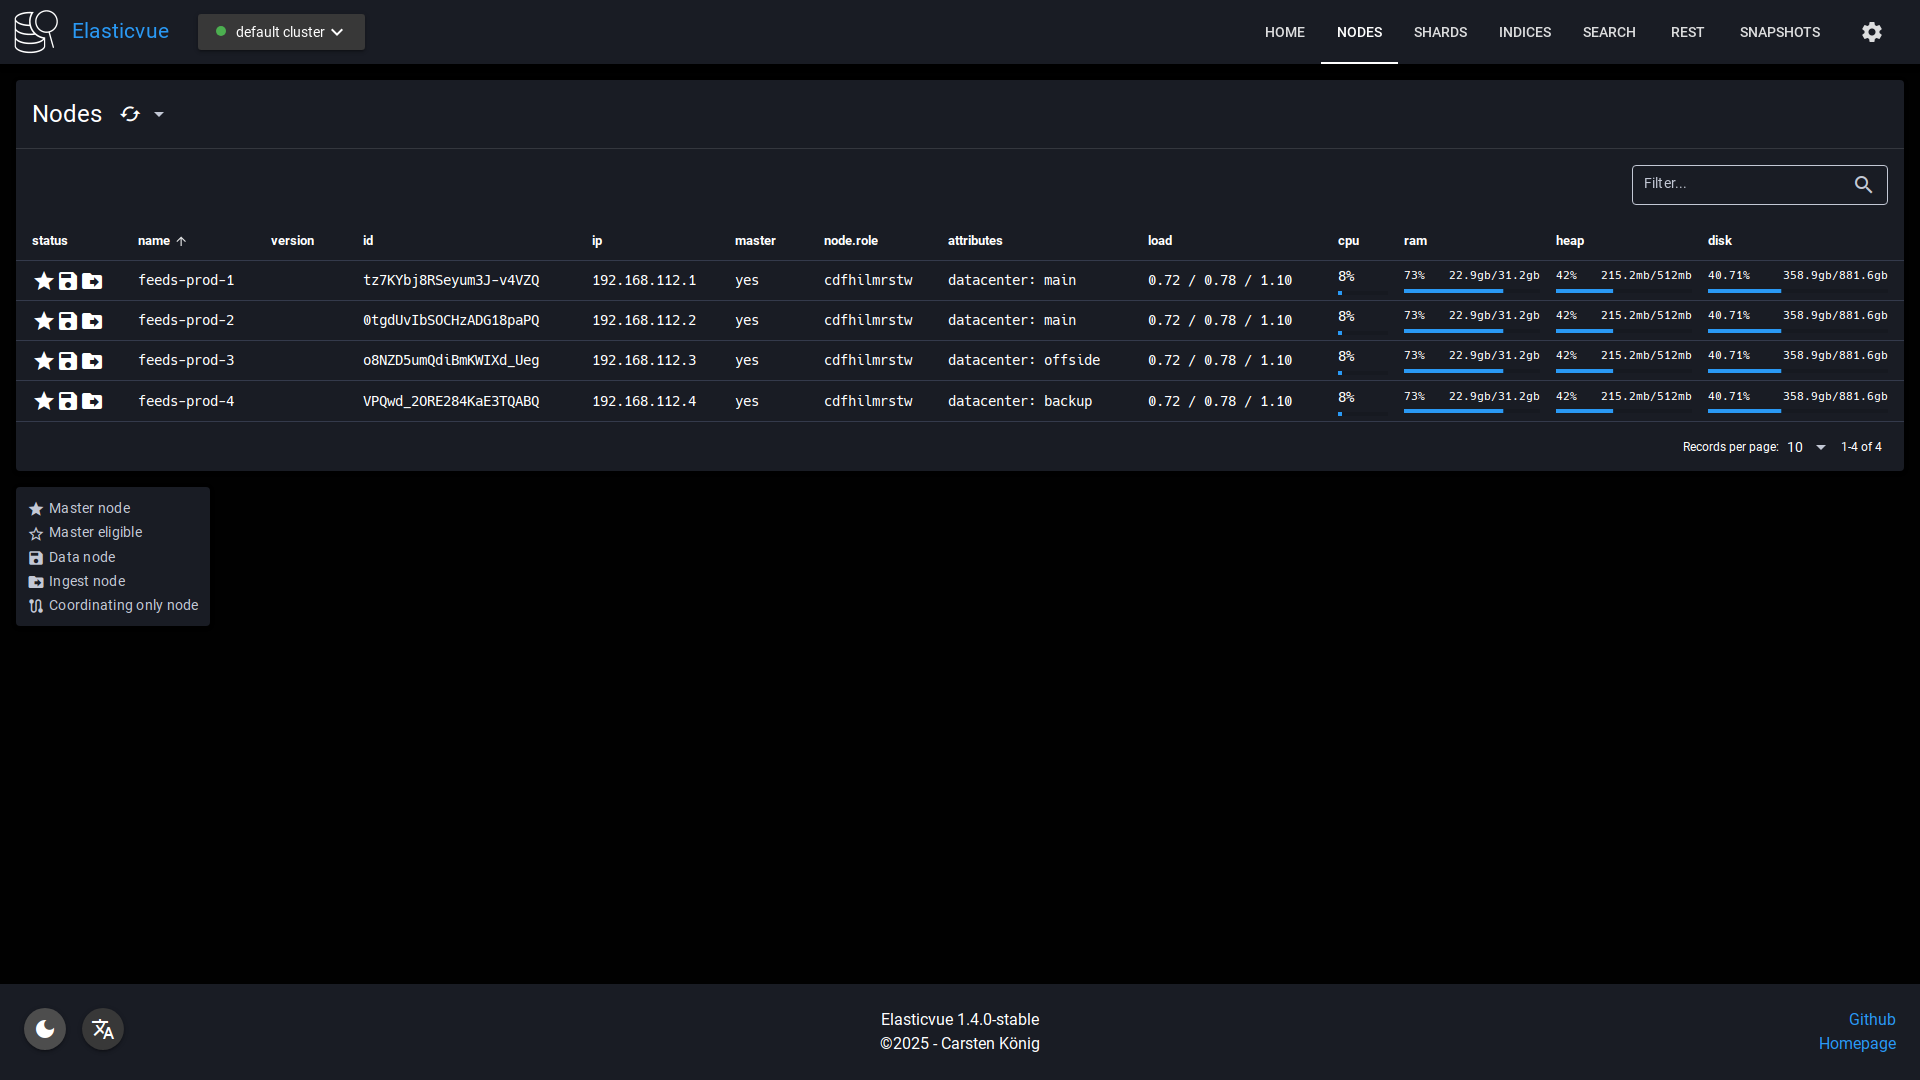 Elasticvue
default cluster
HOME NODES SHARDS INDICES SEARCH REST SNAPSHOTS
Nodes
Filter...
status name version id ip master node.role attributes load cpu ram heap disk
feeds-prod-1 tz7KYbj8RSeyum3J-v4VZQ 192.168.112.1 yes cdfhilmrstw datacenter: main 0.72 / 0.78 / 1.10 8% 73% 22.9gb/31.2gb 42% 215.2mb/512mb 40.71% 358.9gb/881.6gb
feeds-prod-2 0tgdUvIbSOCHzADG18paPQ 192.168.112.2 yes cdfhilmrstw datacenter: main 0.72 / 0.78 / 1.10 8% 73% 22.9gb/31.2gb 42% 215.2mb/512mb 40.71% 358.9gb/881.6gb
feeds-prod-3 o8NZD5umQdiBmKWIXd_Ueg 192.168.112.3 yes cdfhilmrstw datacenter: offside 0.72 / 0.78 / 1.10 8% 73% 22.9gb/31.2gb 42% 215.2mb/512mb 40.71% 358.9gb/881.6gb
feeds-prod-4 VPQwd_2ORE284KaE3TQABQ 192.168.112.4 yes cdfhilmrstw datacenter: backup 0.72 / 0.78 / 1.10 8% 73% 22.9gb/31.2gb 42% 215.2mb/512mb 40.71% 358.9gb/881.6gb
Records per page: 10 1-4 of 4
Master node
Master eligible
Data node
Ingest node
Coordinating only node
Elasticvue 1.4.0-stable
©2025 - Carsten König
Github
Homepage